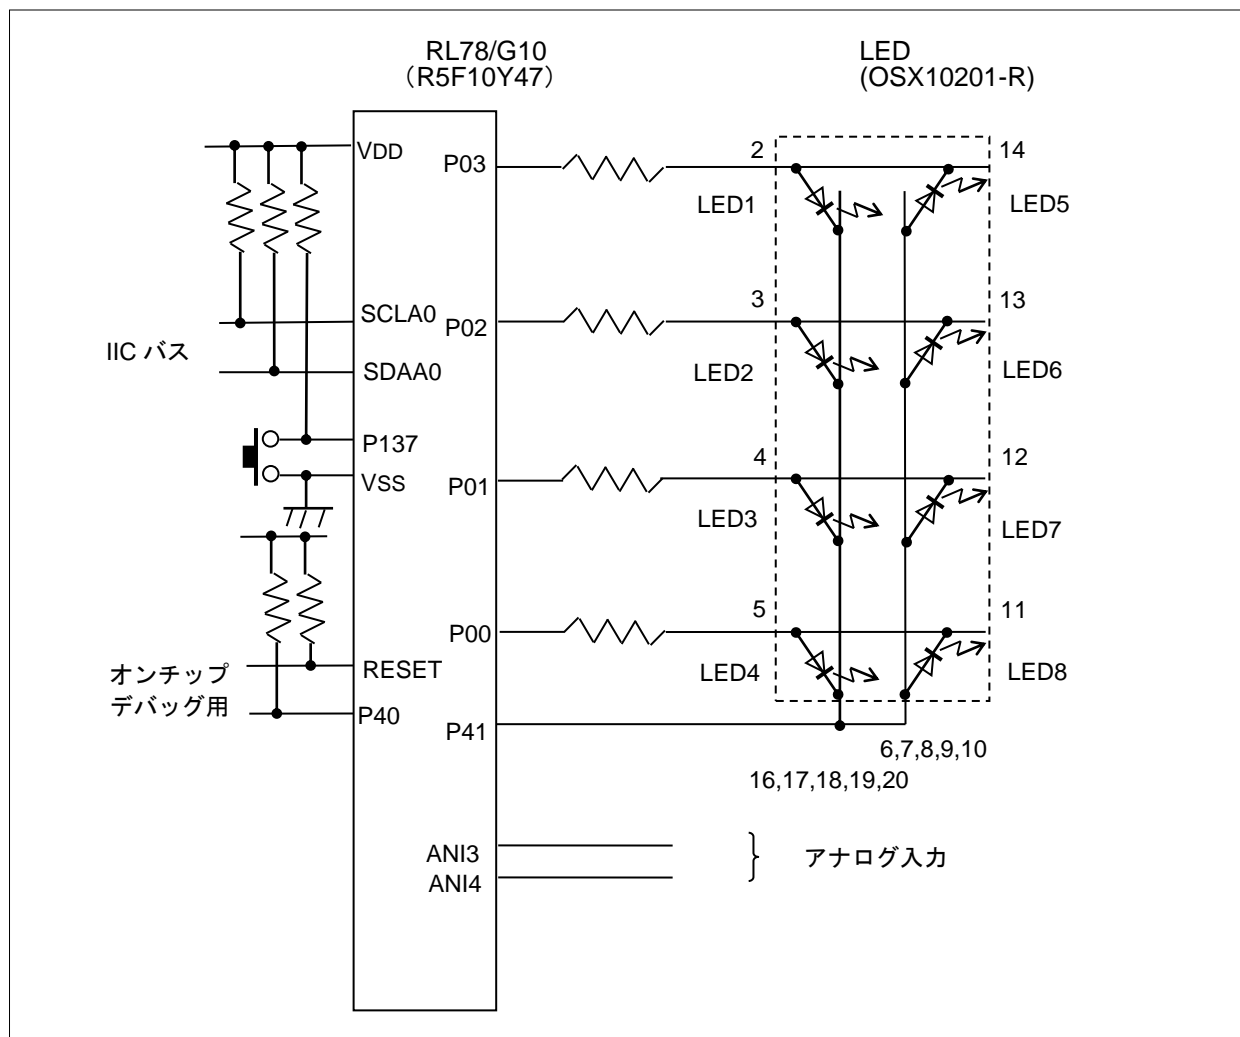 RL78/G10
（R5F10Y47）
LED
(OSX10201-R)
VDD
P03
2
14
LED1
LED5
SCLA0
P02
3
13
IIC バス
SDAA0
LED2
LED6
P137
VSS
P01
4
12
LED3
LED7
P00
5
11
オンチップ
デバッグ用
RESET
LED4
LED8
P40
P41
6,7,8,9,10
16,17,18,19,20
ANI3
ANI4
アナログ入力